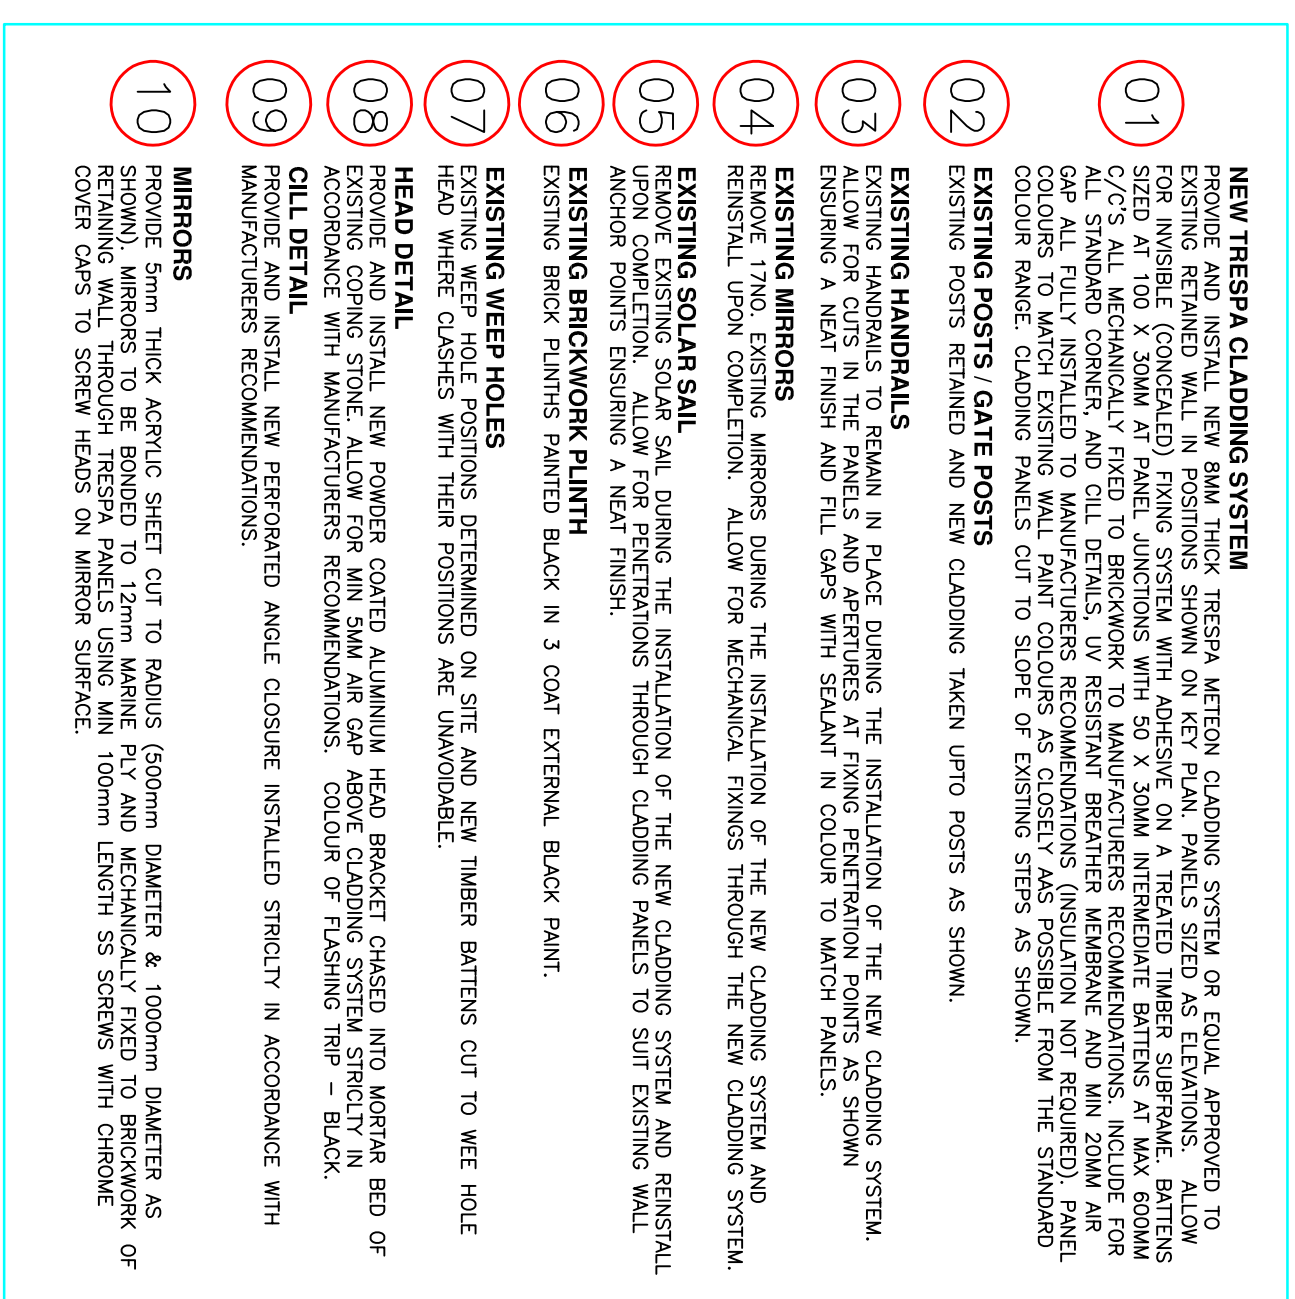 01
NEW TRESPA CLADDING SYSTEM
PROVIDE AND INSTALL NEW 8MM THICK TRESPA METEON CLADDING SYSTEM OR EQUAL APPROVED TO
EXISTING RETAINED WALL IN POSITIONS SHOWN ON KEY PLAN. PANELS SIZED AS ELEVATIONS. ALLOW
FOR INVISIBLE (CONCEALED) FIXING SYSTEM WITH ADHESIVE ON A TREATED TIMBER SUBFRAME. BATTENS
SIZED AT 100 X 30MM AT PANEL JUNCTIONS WITH 50 X 30MM INTERMEDIATE BATTENS AT MAX 600MM
C/C'S ALL MECHANICALLY FIXED TO BRICKWORK TO MANUFACTURERS RECOMMENDATIONS. INCLUDE FOR
ALL STANDARD CORNER, AND CILL DETAILS, UV RESISTANT BREATHER MEMBRANE AND MIN 20MM AIR
GAP ALL FULLY INSTALLED TO MANUFACTURERS RECOMMENDATIONS (INSULATION NOT REQUIRED). PANEL
COLOURS TO MATCH EXISTING WALL PAINT COLOURS AS CLOSELY AAS POSSIBLE FROM THE STANDARD
COLOUR RANGE. CLADDING PANELS CUT TO SLOPE OF EXISTING STEPS AS SHOWN.
02
EXISTING POSTS / GATE POSTS
EXISTING POSTS RETAINED AND NEW CLADDING TAKEN UPTO POSTS AS SHOWN.
03
EXISTING HANDRAILS
EXISTING HANDRAILS TO REMAIN IN PLACE DURING THE INSTALLATION OF THE NEW CLADDING SYSTEM.
ALLOW FOR CUTS IN THE PANELS AND APERTURES AT FIXING PENETRATION POINTS AS SHOWN
ENSURING A NEAT FINISH AND FILL GAPS WITH SEALANT IN COLOUR TO MATCH PANELS.
04
EXISTING MIRRORS
REMOVE 17NO. EXISTING MIRRORS DURING THE INSTALLATION OF THE NEW CLADDING SYSTEM AND
REINSTALL UPON COMPLETION. ALLOW FOR MECHANICAL FIXINGS THROUGH THE NEW CLADDING SYSTEM.
05
EXISTING SOLAR SAIL
REMOVE EXISTING SOLAR SAIL DURING THE INSTALLATION OF THE NEW CLADDING SYSTEM AND REINSTALL
UPON COMPLETION. ALLOW FOR PENETRATIONS THROUGH CLADDING PANELS TO SUIT EXISTING WALL
ANCHOR POINTS ENSURING A NEAT FINISH.
06
EXISTING BRICKWORK PLINTH
EXISTING BRICK PLINTHS PAINTED BLACK IN 3 COAT EXTERNAL BLACK PAINT.
07
EXISTING WEEP HOLES
EXISTING WEEP HOLE POSITIONS DETERMINED ON SITE AND NEW TIMBER BATTENS CUT TO WEE HOLE
HEAD WHERE CLASHES WITH THEIR POSITIONS ARE UNAVOIDABLE.
08
HEAD DETAIL
PROVIDE AND INSTALL NEW POWDER COATED ALUMINIUM HEAD BRACKET CHASED INTO MORTAR BED OF
EXISTING COPING STONE. ALLOW FOR MIN 5MM AIR GAP ABOVE CLADDING SYSTEM STRICLTY IN
ACCORDANCE WITH MANUFACTURERS RECOMMENDATIONS. COLOUR OF FLASHING TRIP – BLACK.
09
CILL DETAIL
PROVIDE AND INSTALL NEW PERFORATED ANGLE CLOSURE INSTALLED STRICLTY IN ACCORDANCE WITH
MANUFACTURERS RECOMMENDATIONS.
10
MIRRORS
PROVIDE 5mm THICK ACRYLIC SHEET CUT TO RADIUS (500mm DIAMETER & 1000mm DIAMETER AS
SHOWN). MIRRORS TO BE BONDED TO 12mm MARINE PLY AND MECHANICALLY FIXED TO BRICKWORK OF
RETAINING WALL THROUGH TRESPA PANELS USING MIN 100mm LENGTH SS SCREWS WITH CHROME
COVER CAPS TO SCREW HEADS ON MIRROR SURFACE.